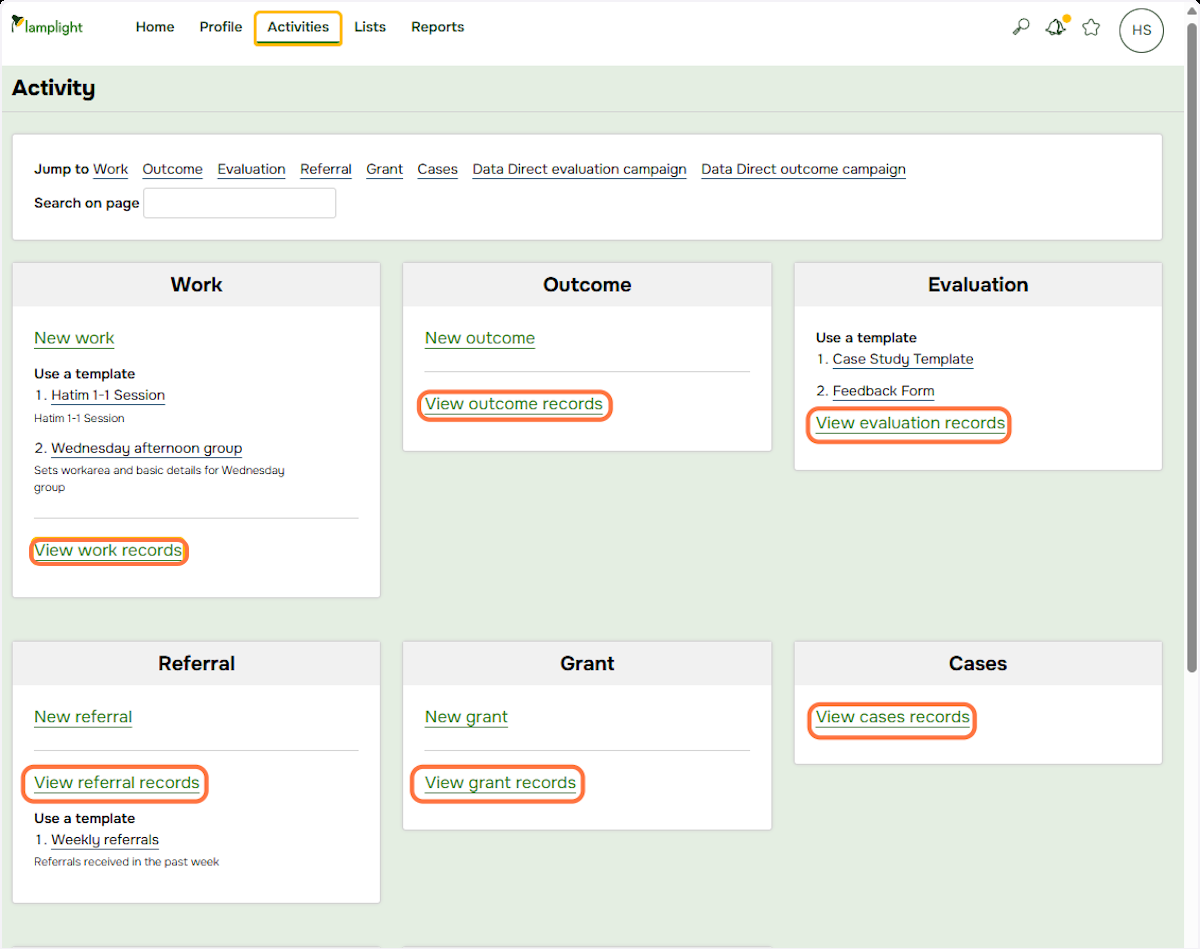 lamplight
Home Profile Activities Lists Reports
HS
Activity
Jump to Work Outcome Evaluation Referral Grant Cases Data Direct evaluation campaign Data Direct outcome campaign
Search on page
Work
New work
Use a template
1. Hatim 1-1 Session
Hatim 1-1 Session
2. Wednesday afternoon group
Sets workarea and basic details for Wednesday
group
View work records
Outcome
New outcome
View outcome records
Evaluation
Use a template
1. Case Study Template
2. Feedback Form
View evaluation records
Referral
New referral
View referral records
Use a template
1. Weekly referrals
Referrals received in the past week
Grant
New grant
View grant records
Cases
View cases records